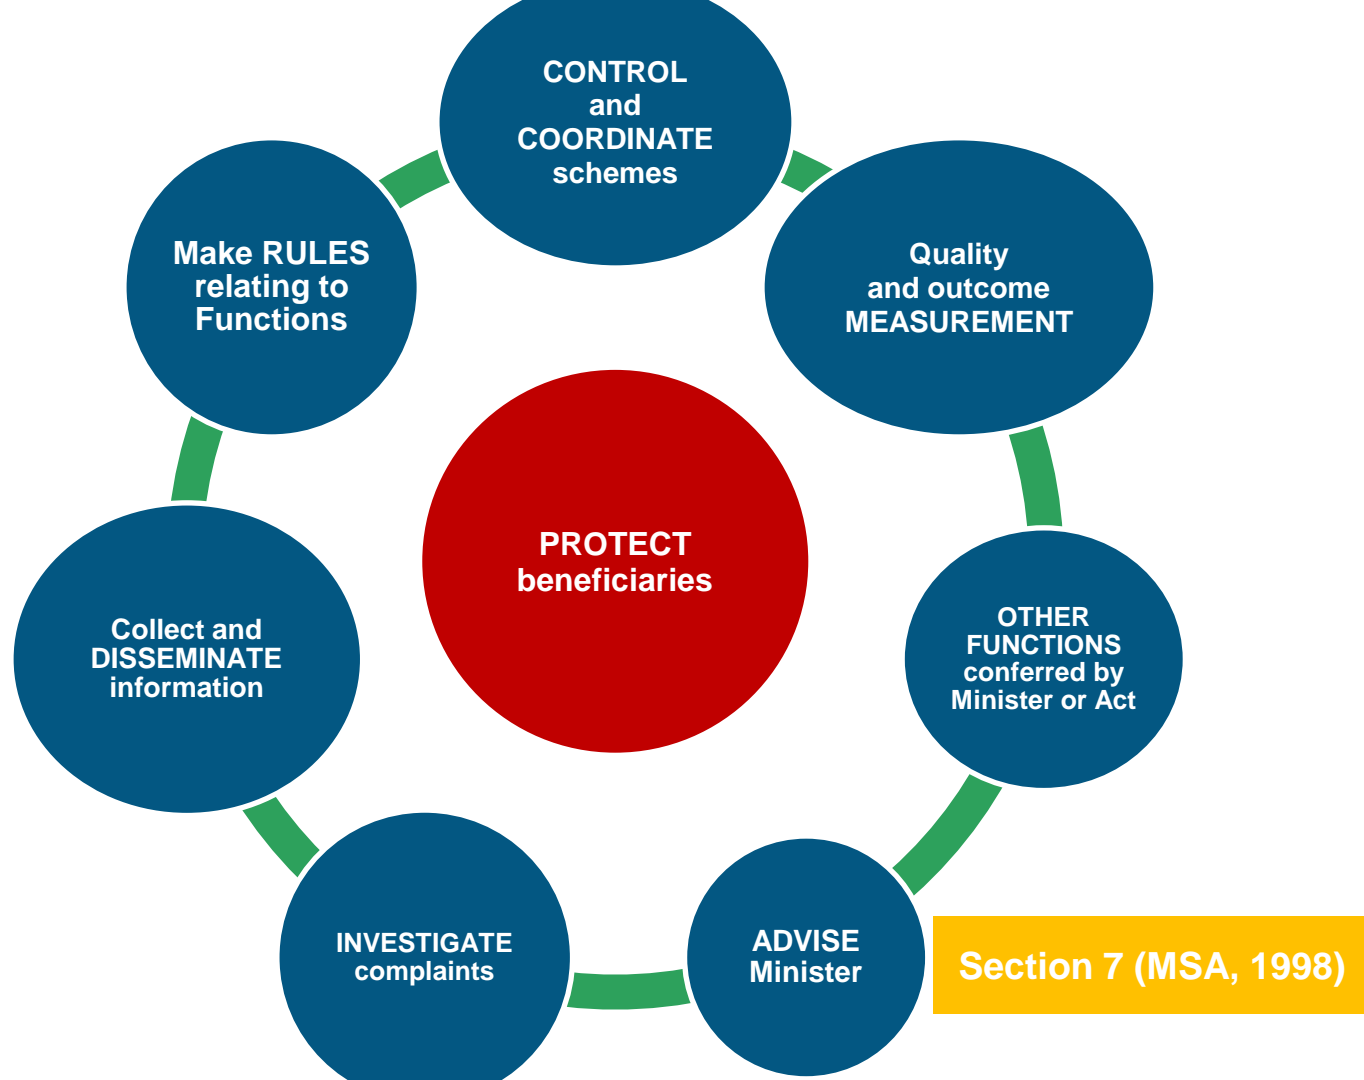 CONTROL
and
COORDINATE
schemes
Quality
and outcome
MEASUREMENT
OTHER
FUNCTIONS
conferred by
Minister or Act
ADVISE
Minister
INVESTIGATE
complaints
Collect and
DISSEMINATE
information
Make RULES
relating to
Functions
PROTECT
beneficiaries
Section 7 (MSA, 1998)